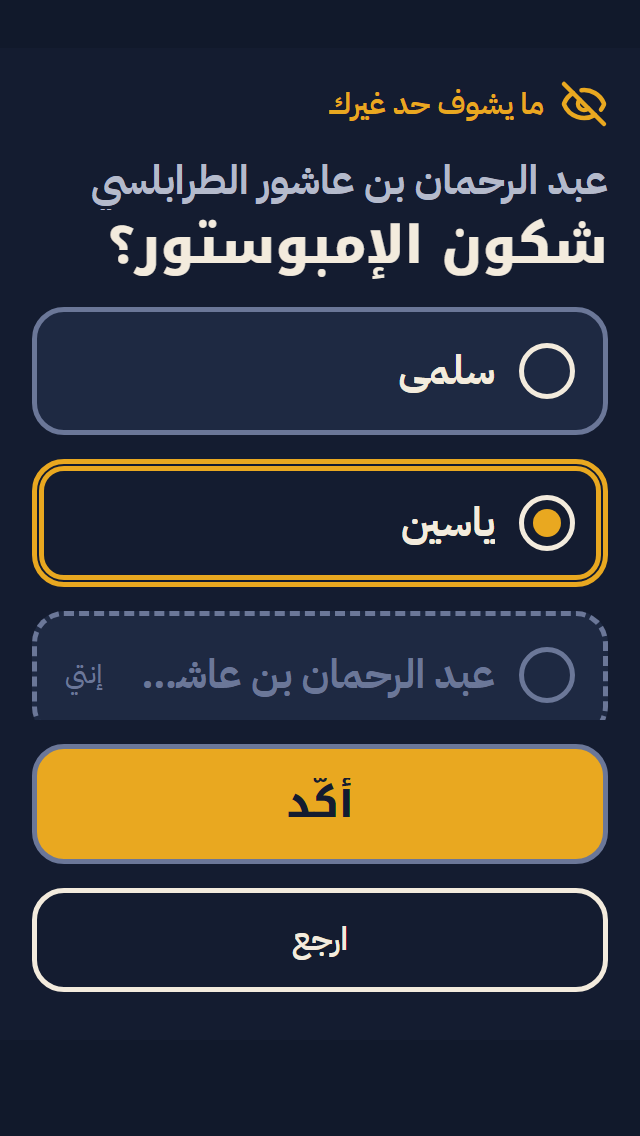 ما يشوف حد غيرك
عبد الرحمان بن عاشور الطرابلسي
شكون الإمبوستور؟
سلمى
ياسين
عبد الرحمان بن عاشـ... إنتي
أكّد
ارجع